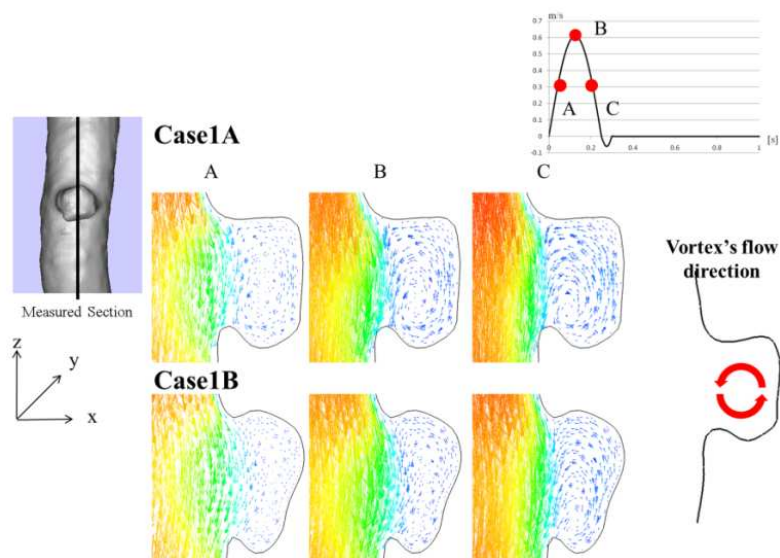 m/s
0.7
0.6
0.5
0.4
0.3
0.2
0.1
0
-0.1
0 0.2 0.4 0.6 0.8 1
[s]
B
A C
Case1A
A B C
Measured Section
z
y
x
Vortex's flow
direction
Case1B